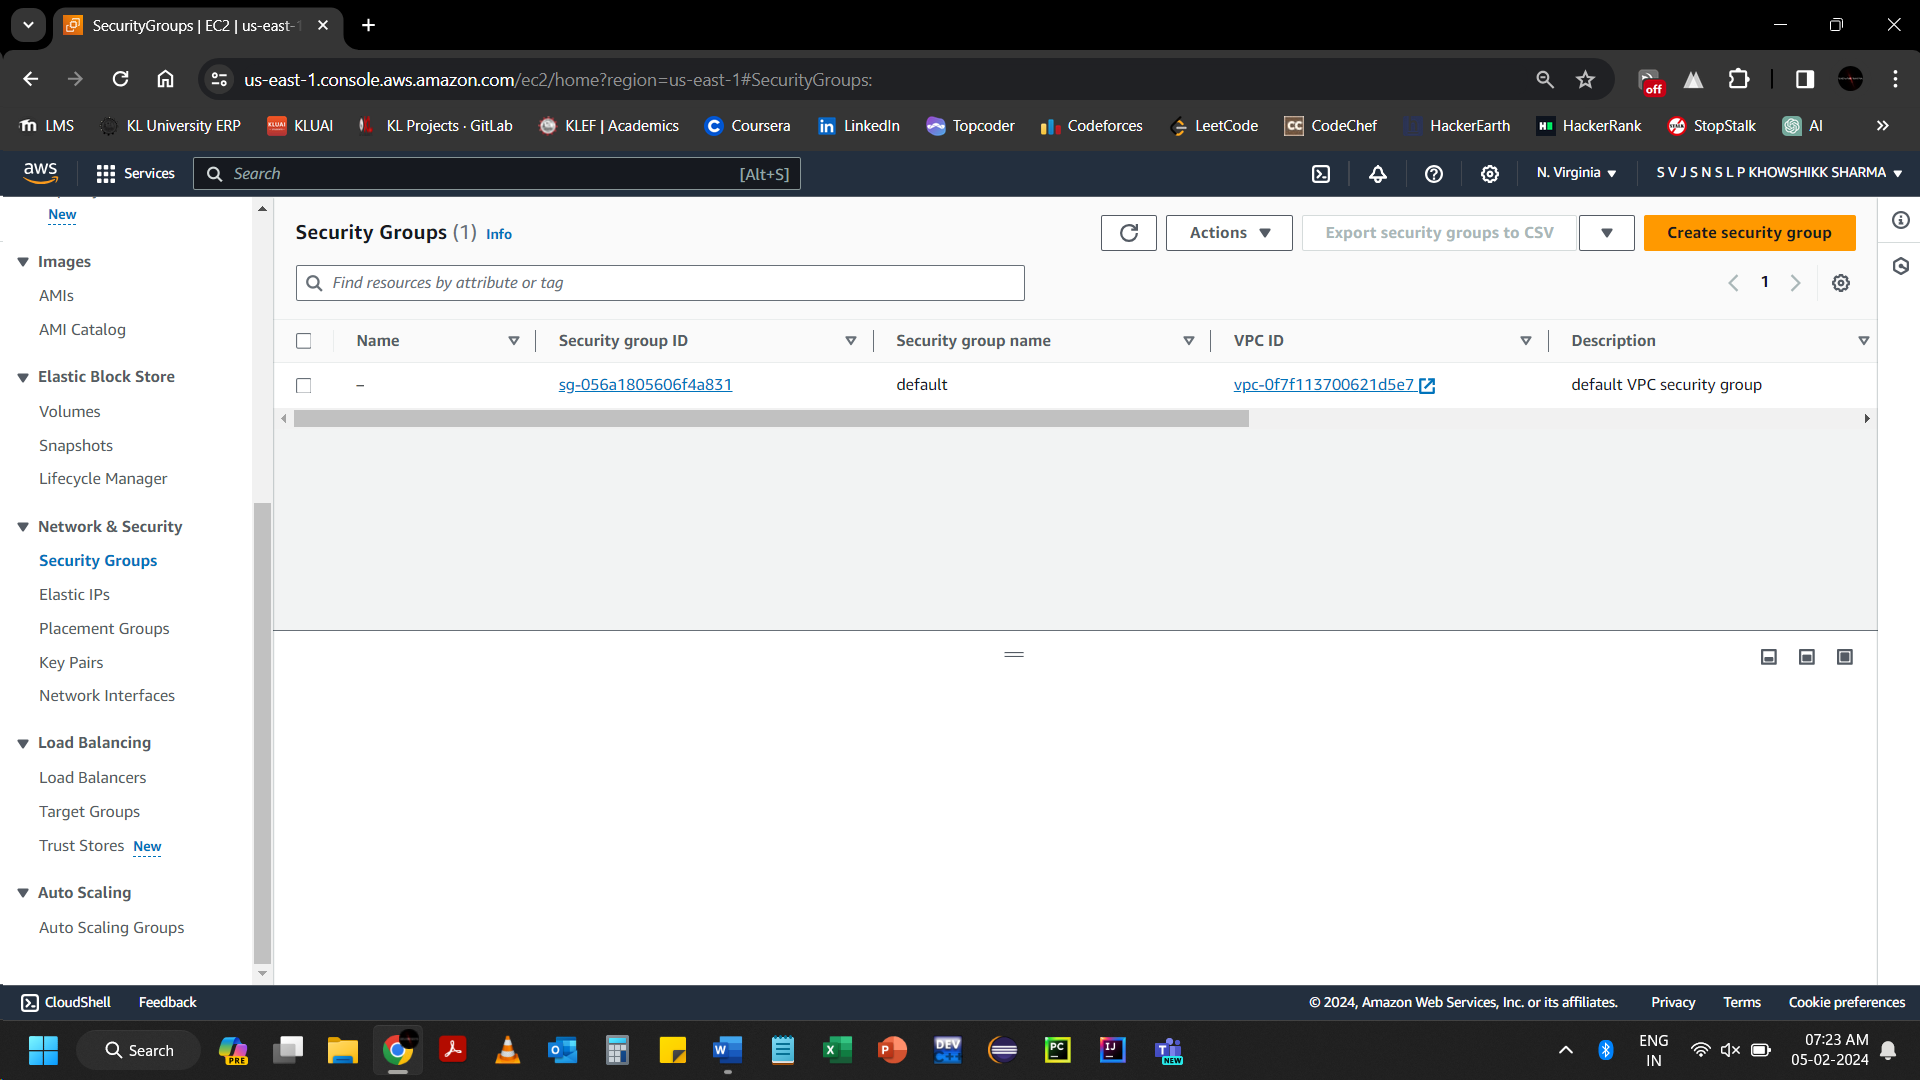 SecurityGroups | EC2 | us-east-1
us-east-1.console.aws.amazon.com/ec2/home?region=us-east-1#SecurityGroups:
off
LMS KL University ERP KLUAI KL Projects · GitLab KLEF | Academics Coursera LinkedIn Topcoder Codeforces LeetCode CodeChef HackerEarth HackerRank StopStalk AI
aws Services Search [Alt+S] N. Virginia S V J S N S L P KHOWSHIKK SHARMA
New
Images
AMIs
AMI Catalog
Elastic Block Store
Volumes
Snapshots
Lifecycle Manager
Network & Security
Security Groups
Elastic IPs
Placement Groups
Key Pairs
Network Interfaces
Load Balancing
Load Balancers
Target Groups
Trust Stores New
Auto Scaling
Auto Scaling Groups
Security Groups (1) Info Actions Export security groups to CSV Create security group
Find resources by attribute or tag 1
Name Security group ID Security group name VPC ID Description
– sg-056a1805606f4a831 default vpc-0f7f113700621d5e7 default VPC security group
CloudShell Feedback © 2024, Amazon Web Services, Inc. or its affiliates. Privacy Terms Cookie preferences
Search PRE DEV C++ PC IJ NEW
ENG
IN
07:23 AM
05-02-2024